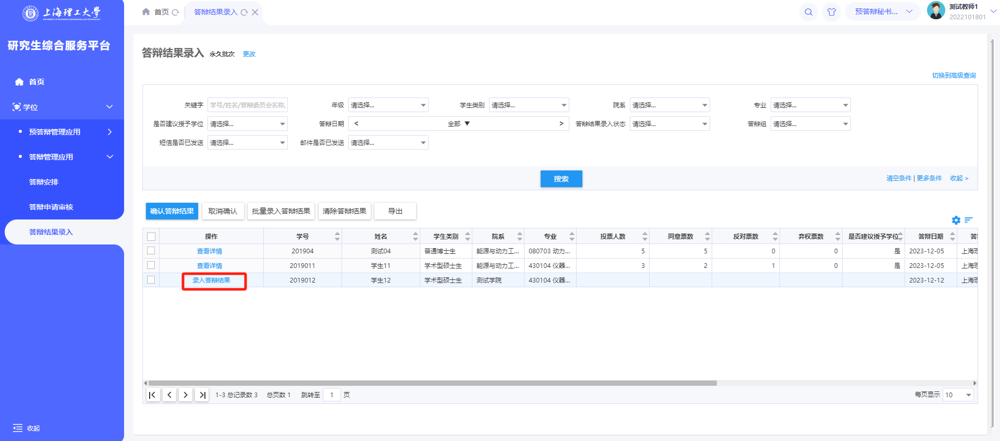 上海理工大學
UNIVERSITY OF SHANGHAI FOR SCIENCE AND TECHNOLOGY
研究生综合服务平台
首页
学位
预答辩管理应用
答辩管理应用
答辩安排
答辩申请审核
答辩结果录入
收起
首页 答辩结果录入
预答辩秘书... 测试教师1
2022101801
答辩结果录入 永久批次 更改
切换到高级查询
关键字 学号/姓名/答辩委员会名称, 年级 请选择... 学生类别 请选择... 院系 请选择... 专业 请选择...
是否建议授予学位 请选择... 答辩日期 < 全部 ▼ > 答辩结果录入状态 请选择... 答辩组 请选择...
短信是否已发送 请选择... 邮件是否已发送 请选择...
搜索 清空条件 | 更多条件 收起 >
确认答辩结果 取消确认 批量录入答辩结果 清除答辩结果 导出
操作 学号 姓名 学生类别 院系 专业 投票人数 同意票数 反对票数 弃权票数 是否建议授予学位 答辩日期 答
查看详情 201904 测试04 普通博士生 能源与动力工... 080703 动力... 5 5 0 0 是 2023-12-05 上海理
查看详情 2019011 学生11 学术型硕士生 能源与动力工... 430104 仪器... 3 2 1 0 是 2023-12-05 上海理
录入答辩结果 2019012 学生12 学术型硕士生 测试学院 430104 仪器... 2023-12-12 上海理
1-3 总记录数 3 总页数 1 跳转至 1 页 每页显示 10